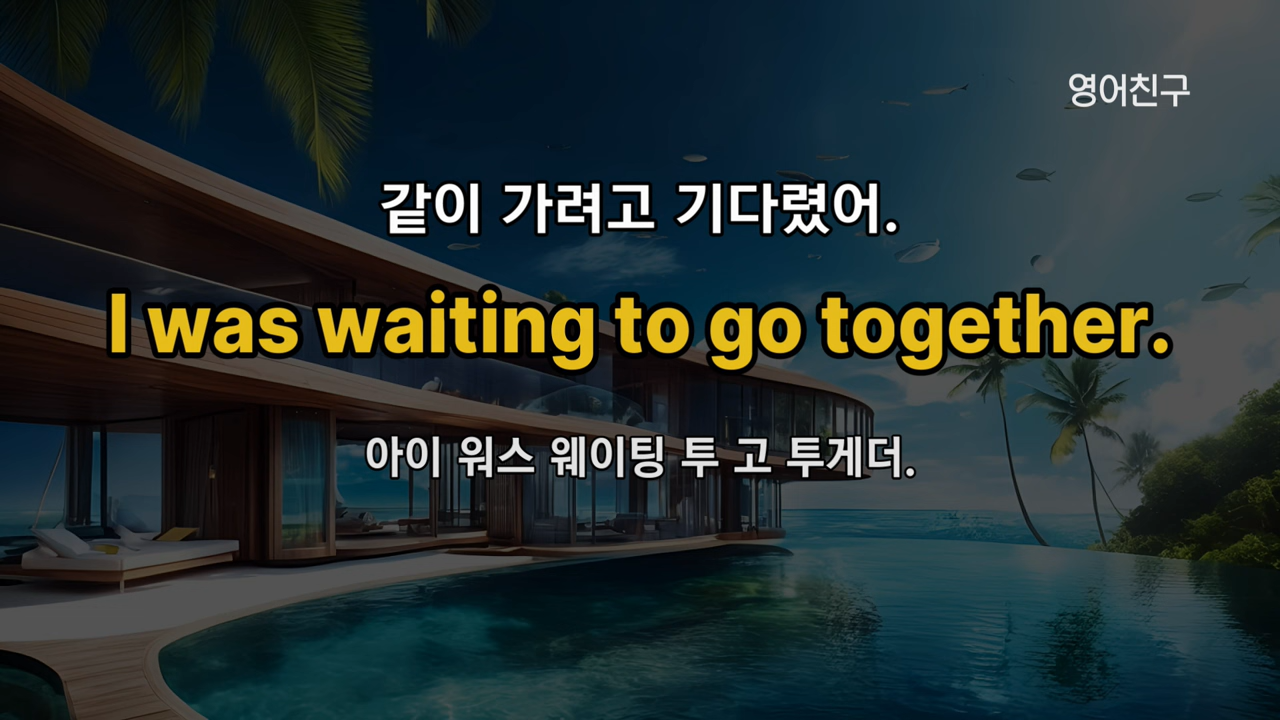 영어친구
같이 가려고 기다렸어.
I was waiting to go together.
아이 워스 웨이팅 투 고 투게더.